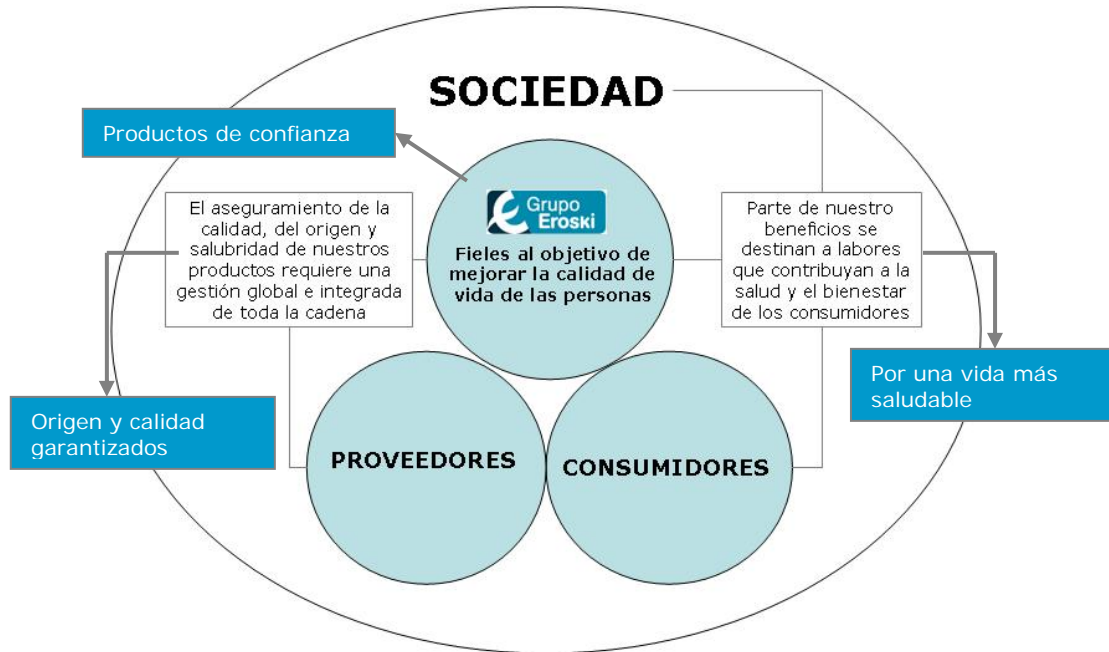 SOCIEDAD
Productos de confianza
Grupo
Eroski
Fieles al objetivo de
mejorar la calidad de
vida de las personas
El aseguramiento de la
calidad, del origen y
salubridad de nuestros
productos requiere una
gestión global e integrada
de toda la cadena
Parte de nuestro
beneficios se
destinan a labores
que contribuyan a la
salud y el bienestar
de los consumidores
Por una vida más
saludable
Origen y calidad
garantizados
PROVEEDORES
CONSUMIDORES